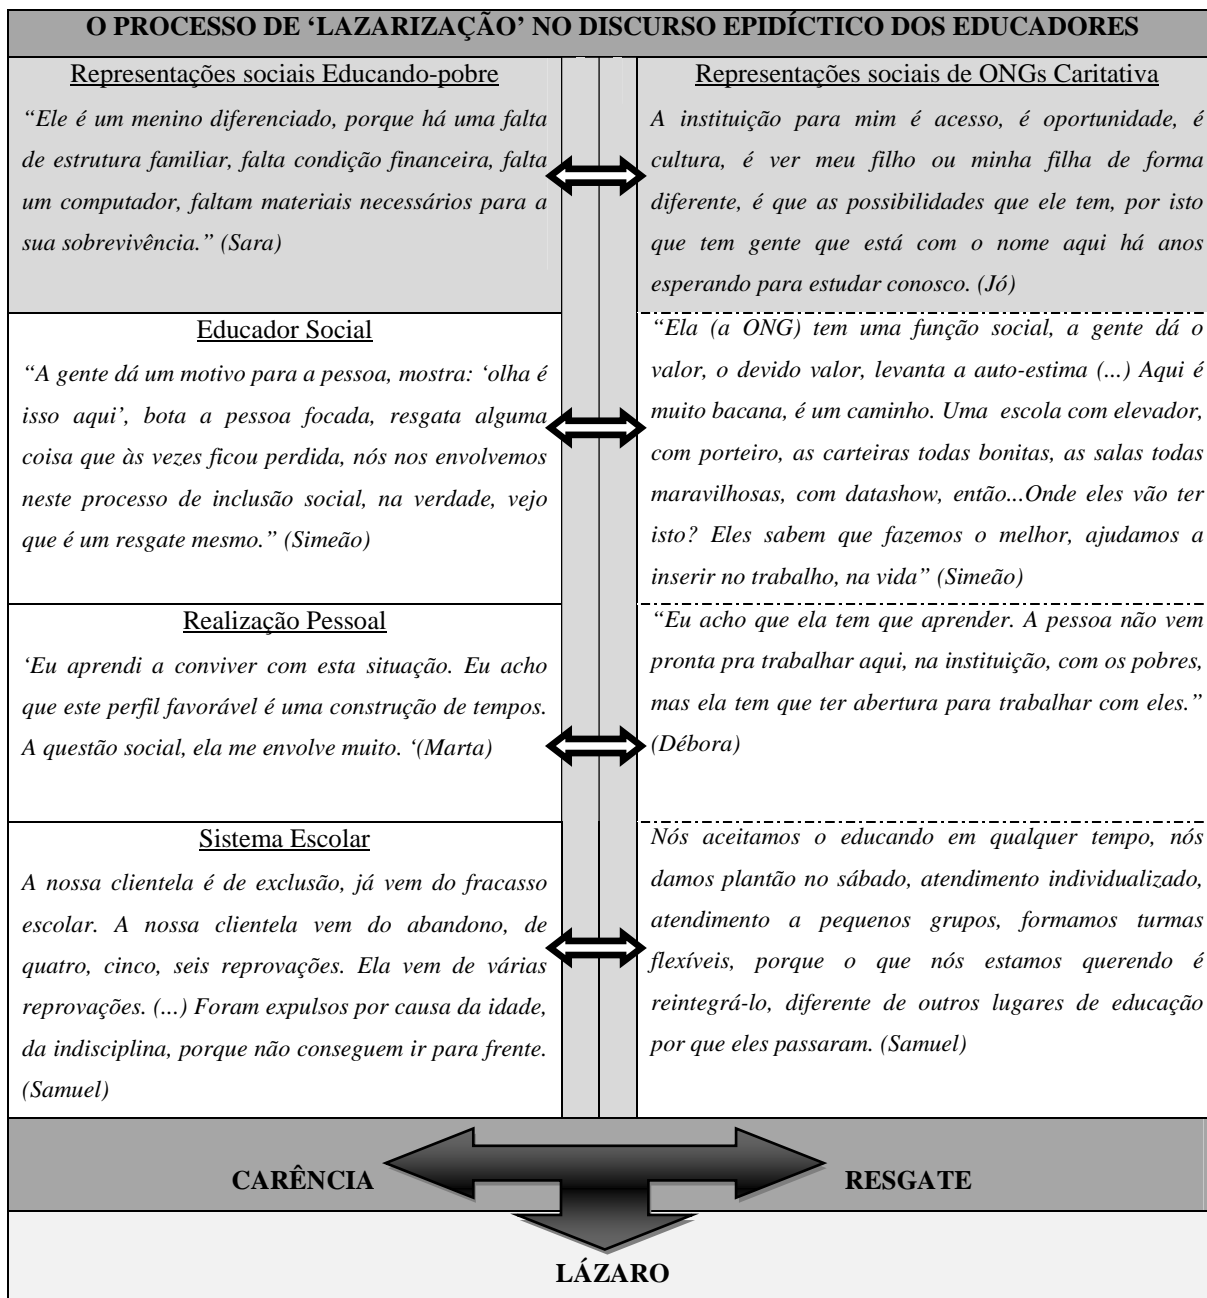 O PROCESSO DE ‘LAZARIZAÇÃO’ NO DISCURSO EPIDÍCTICO DOS EDUCADORES
Representações sociais Educando-pobre
“Ele é um menino diferenciado, porque há uma falta
de estrutura familiar, falta condição financeira, falta
um computador, faltam materiais necessários para a
sua sobrevivência.” (Sara)
Representações sociais de ONGs Caritativa
A instituição para mim é acesso, é oportunidade, é
cultura, é ver meu filho ou minha filha de forma
diferente, é que as possibilidades que ele tem, por isto
que tem gente que está com o nome aqui há anos
esperando para estudar conosco. (Jó)
Educador Social
“A gente dá um motivo para a pessoa, mostra: ‘olha é
isso aqui’, bota a pessoa focada, resgata alguma
coisa que às vezes ficou perdida, nós nos envolvemos
neste processo de inclusão social, na verdade, vejo
que é um resgate mesmo.” (Simeão)
“Ela (a ONG) tem uma função social, a gente dá o
valor, o devido valor, levanta a auto-estima (...) Aqui é
muito bacana, é um caminho. Uma escola com elevador,
com porteiro, as carteiras todas bonitas, as salas todas
maravilhosas, com datashow, então...Onde eles vão ter
isto? Eles sabem que fazemos o melhor, ajudamos a
inserir no trabalho, na vida” (Simeão)
Realização Pessoal
‘Eu aprendi a conviver com esta situação. Eu acho
que este perfil favorável é uma construção de tempos.
A questão social, ela me envolve muito. ‘(Marta)
“Eu acho que ela tem que aprender. A pessoa não vem
pronta pra trabalhar aqui, na instituição, com os pobres,
mas ela tem que ter abertura para trabalhar com eles.”
(Débora)
Sistema Escolar
A nossa clientela é de exclusão, já vem do fracasso
escolar. A nossa clientela vem do abandono, de
quatro, cinco, seis reprovações. Ela vem de várias
reprovações. (...) Foram expulsos por causa da idade,
da indisciplina, porque não conseguem ir para frente.
(Samuel)
Nós aceitamos o educando em qualquer tempo, nós
damos plantão no sábado, atendimento individualizado,
atendimento a pequenos grupos, formamos turmas
flexíveis, porque o que nós estamos querendo é
reintegrá-lo, diferente de outros lugares de educação
por que eles passaram. (Samuel)
CARÊNCIA
RESGATE
LÁZARO